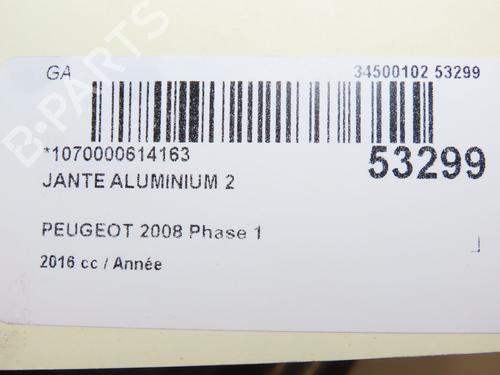 GA 34500102 53299
*1070000614163 53299
JANTE ALUMINIUM 2
PEUGEOT 2008 Phase 1
2016 cc / Année
B-PARTS